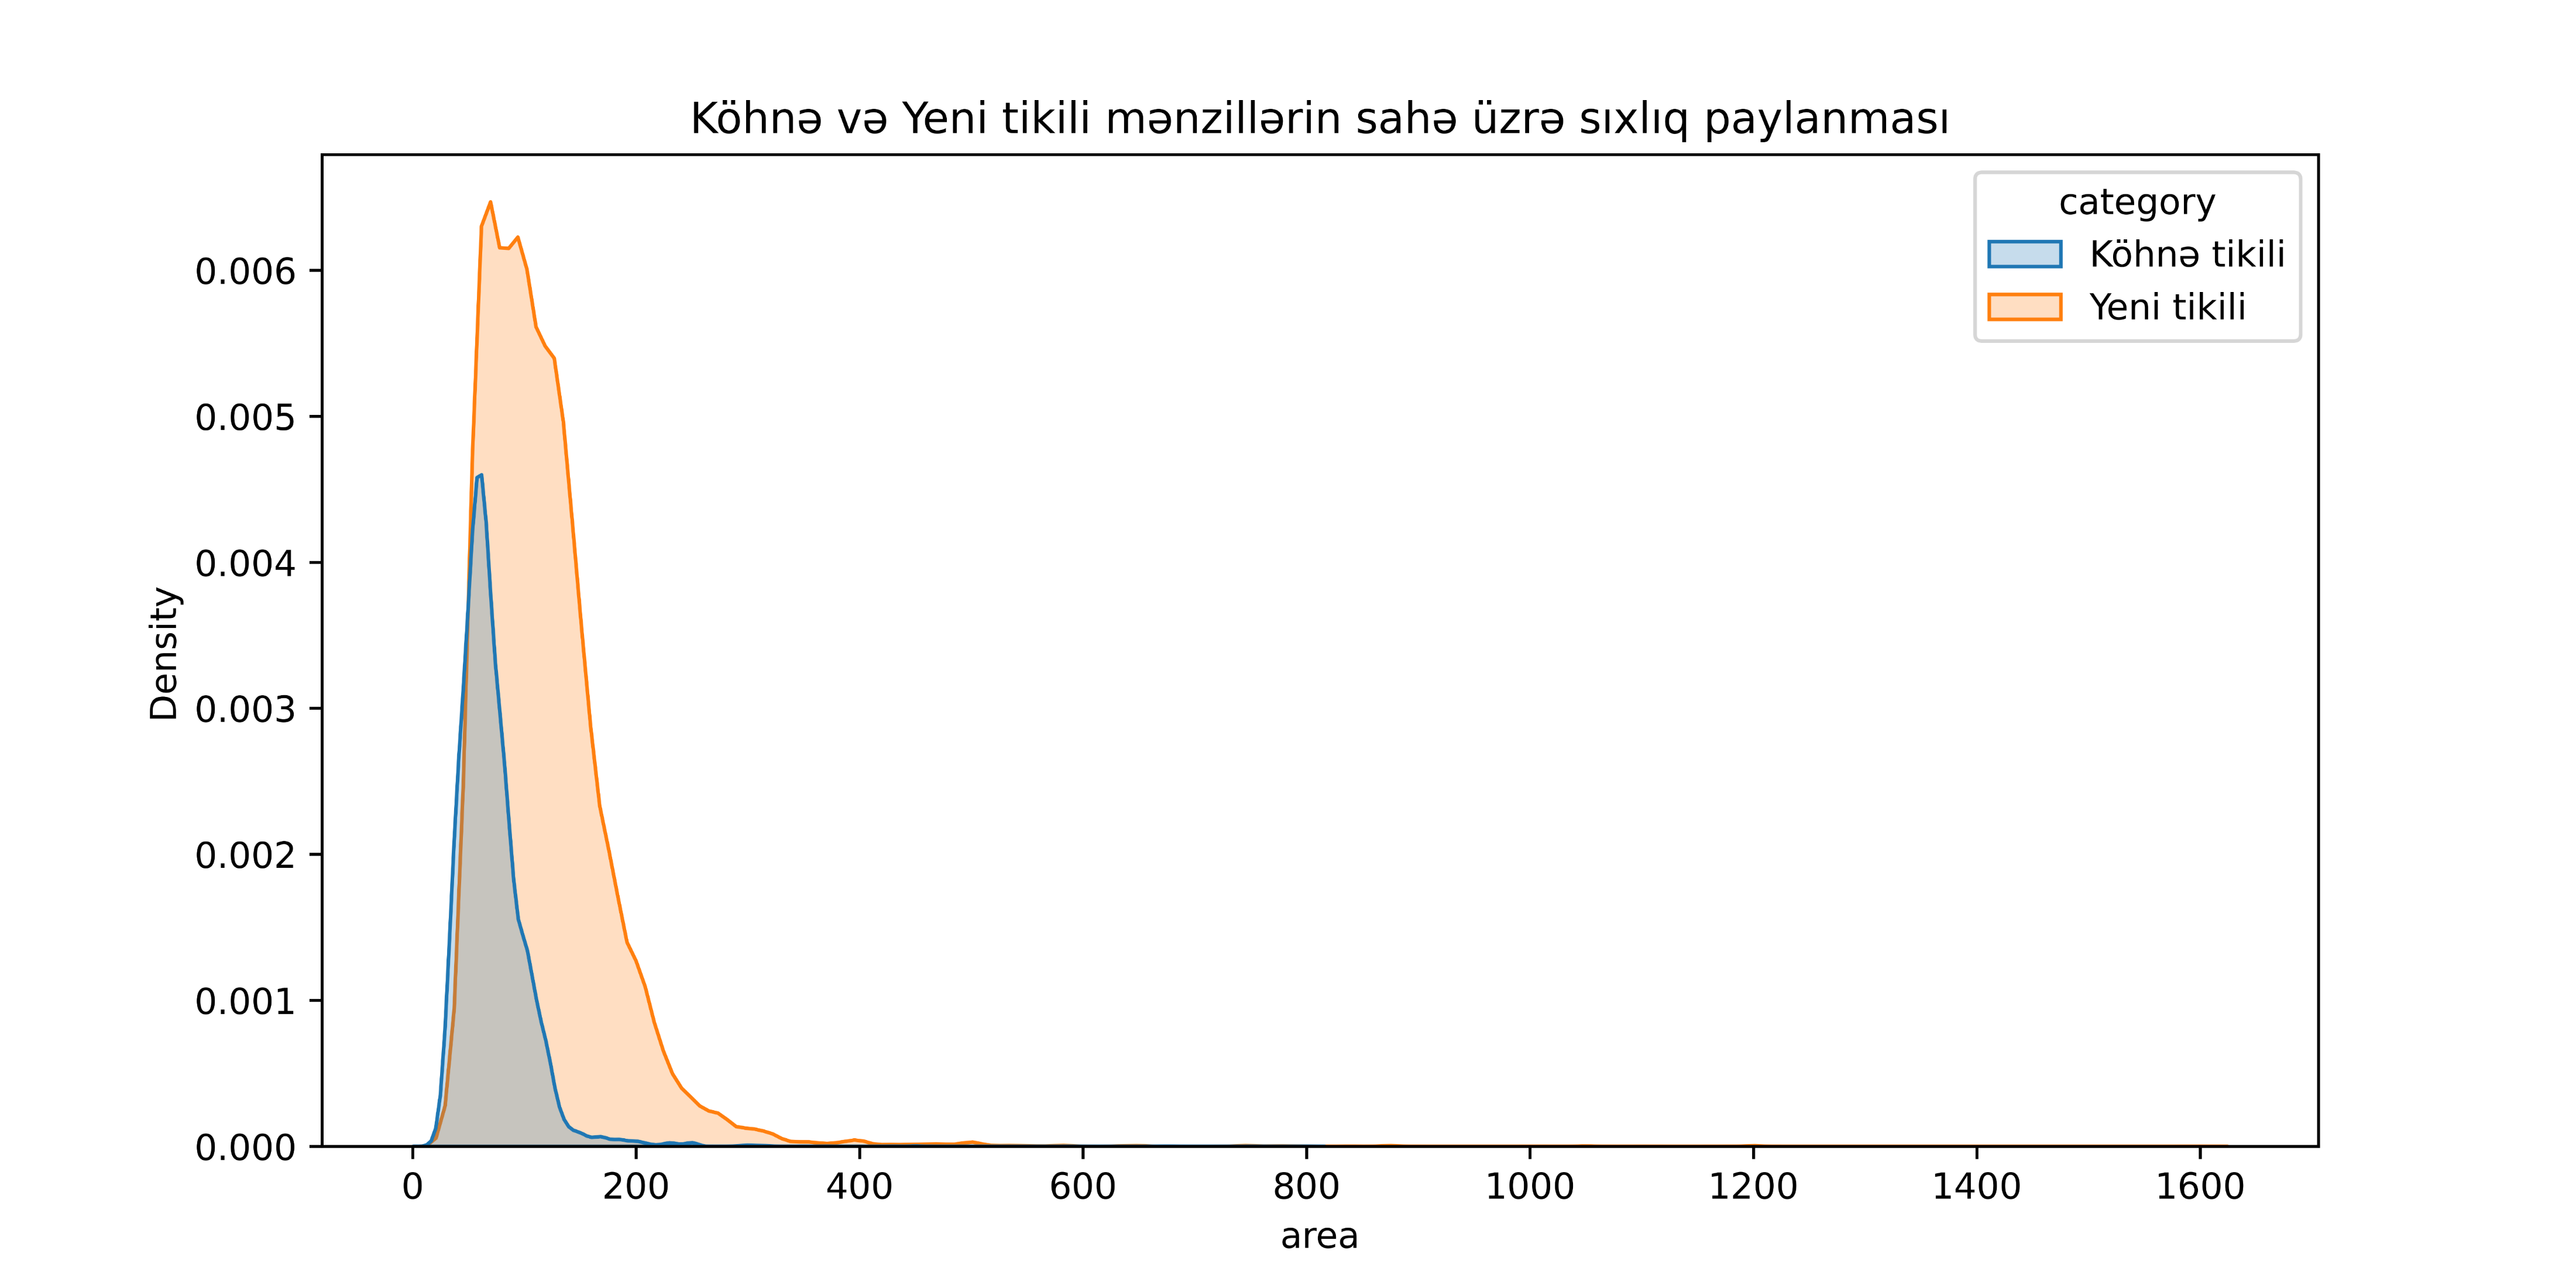 Köhnə və Yeni tikili mənzillərin sahə üzrə sıxlıq paylanması
category
Köhnə tikili
Yeni tikili
0.006
0.005
0.004
0.003
0.002
0.001
0.000
Density
0 200 400 600 800 1000 1200 1400 1600
area